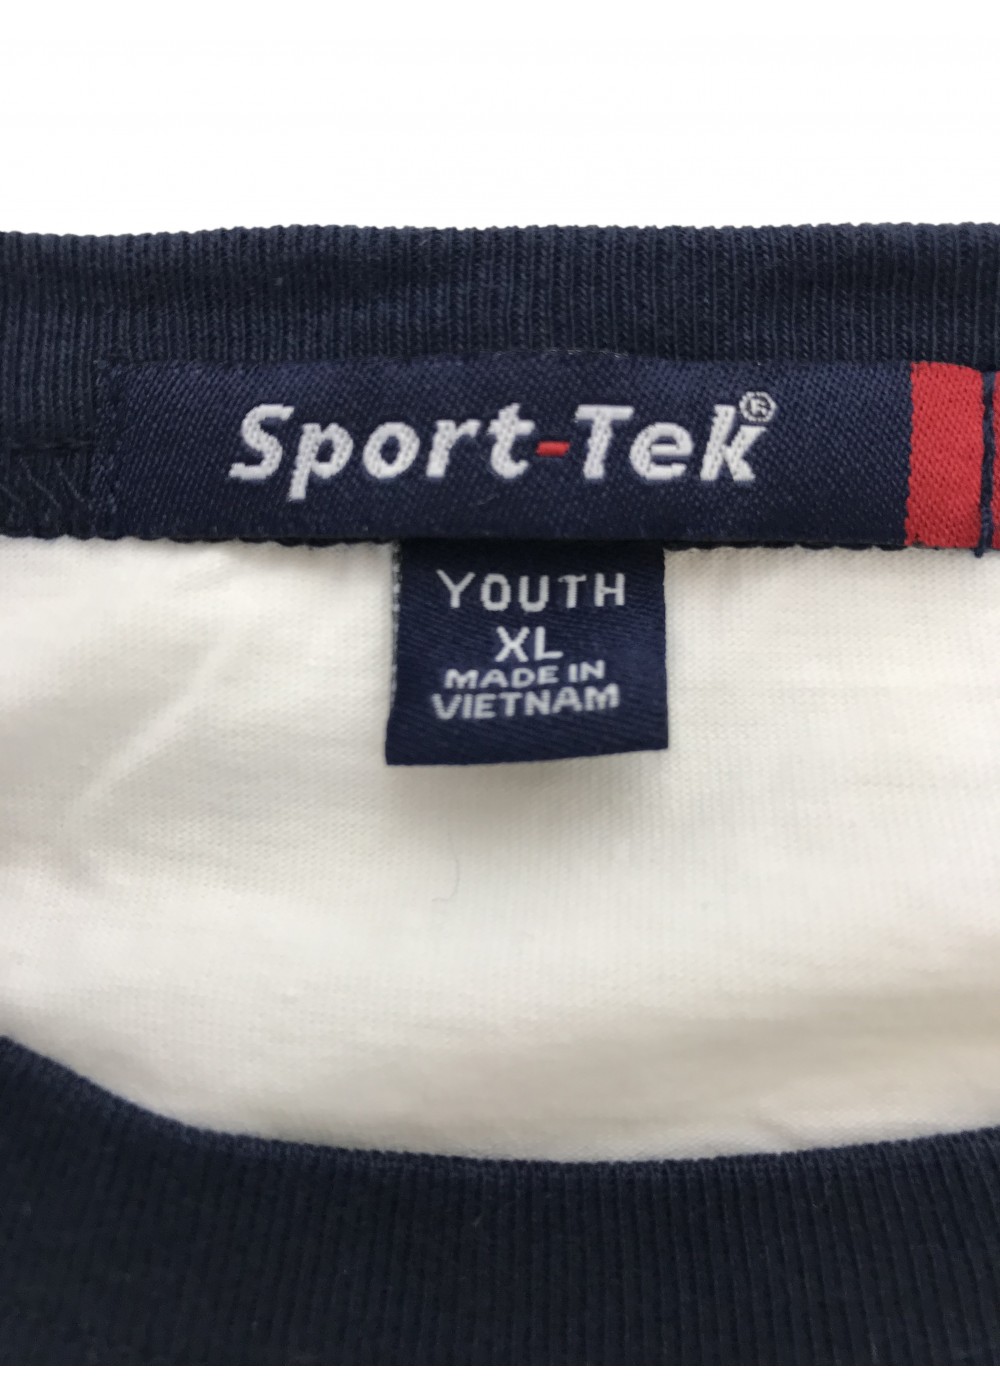 Sport-Tek®
YOUTH
XL
MADE IN
VIETNAM